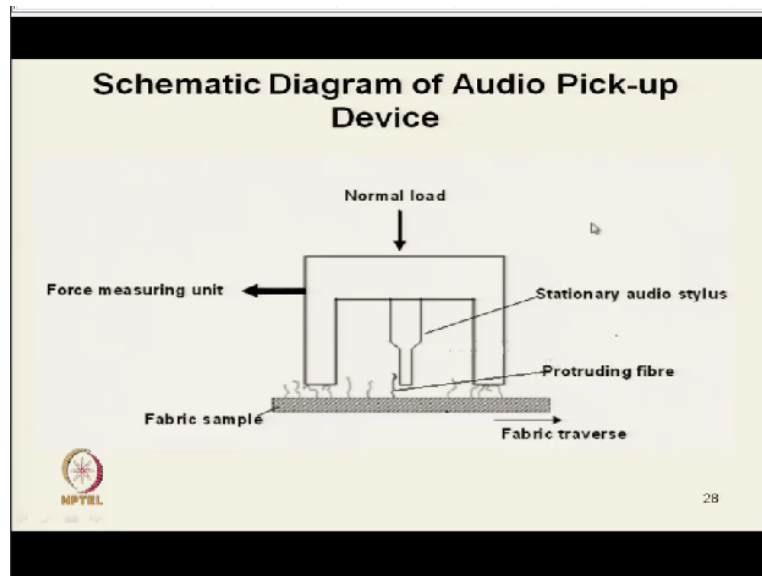 Schematic Diagram of Audio Pick-up
Device
Normal load
Force measuring unit
Stationary audio stylus
Protruding fibre
Fabric sample
Fabric traverse
NPTEL
28